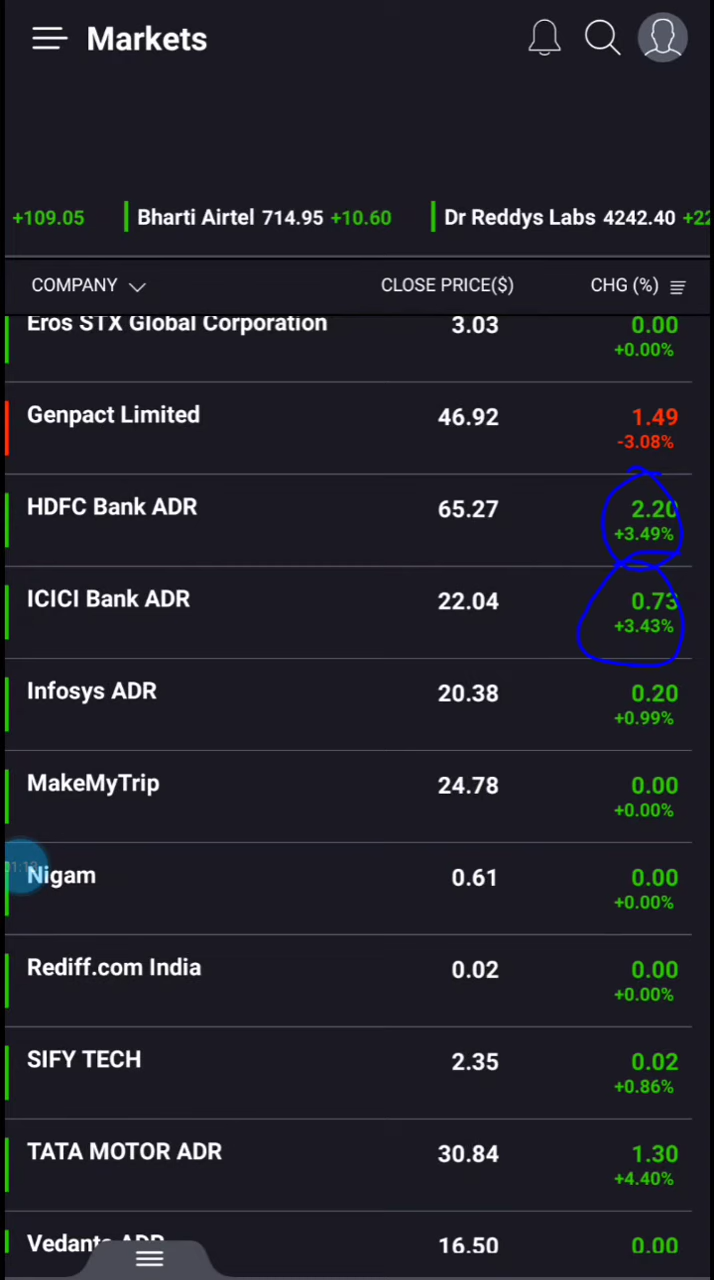 Markets
+109.05 Bharti Airtel 714.95 +10.60 Dr Reddys Labs 4242.40 +22
COMPANY CLOSE PRICE($) CHG (%)
Eros STX Global Corporation 3.03 0.00
+0.00%
Genpact Limited 46.92 1.49
-3.08%
HDFC Bank ADR 65.27 2.20
+3.49%
ICICI Bank ADR 22.04 0.73
+3.43%
Infosys ADR 20.38 0.20
+0.99%
MakeMyTrip 24.78 0.00
+0.00%
01:13
Nigam 0.61 0.00
+0.00%
Rediff.com India 0.02 0.00
+0.00%
SIFY TECH 2.35 0.02
+0.86%
TATA MOTOR ADR 30.84 1.30
+4.40%
Vedanta ADR 16.50 0.00